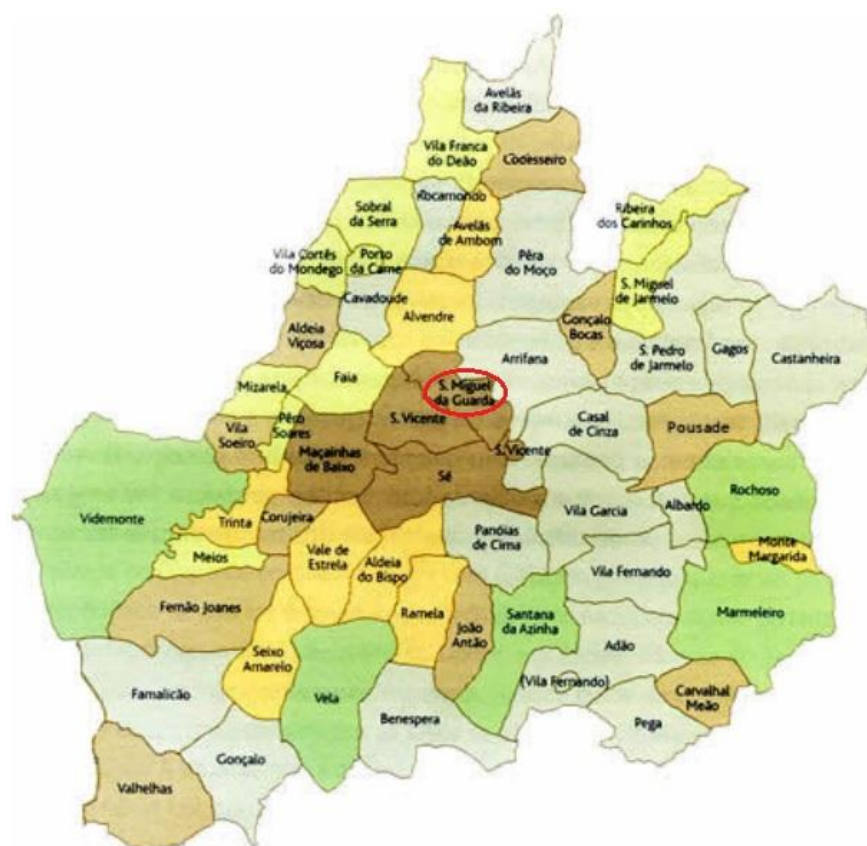 Avelãs
da Ribeira
Vila Franca
do Deão
Codesseiro
Rocamondo
Sobral
da Serra
Avelãs
de Ambom
Ribeira
dos Carinhos
Vila Cortês
do Mondego
Porto
da Carne
Pêra
do Moço
S. Miguel
de Jarmelo
Cavadoude
Alvendre
Gonçalo
Bocas
Aldeia
Viçosa
Arrifana
S. Pedro
de Jarmelo
Gagos
Castanheira
Mizarela
Faia
S. Miguel
da Guarda
Pêro
Soares
S. Vicente
Casal
de Cinza
Pousade
Vila
Soeiro
Maçainhas
de Baixo
S. Vicente
Sé
Rochoso
Videmonte
Trinta
Corujeira
Vila Garcia
Albardo
Panóias
de Cima
Meios
Vale de
Estrela
Aldeia
do Bispo
Monte
Margarida
Vila Fernando
Fernão Joanes
Ramela
João
Antão
Santana
da Azinha
Marmeleiro
Seixo
Amarelo
Adão
Famalicão
Vela
(Vila Fernando)
Carvalhal
Meão
Benespera
Pega
Gonçalo
Valhelhas